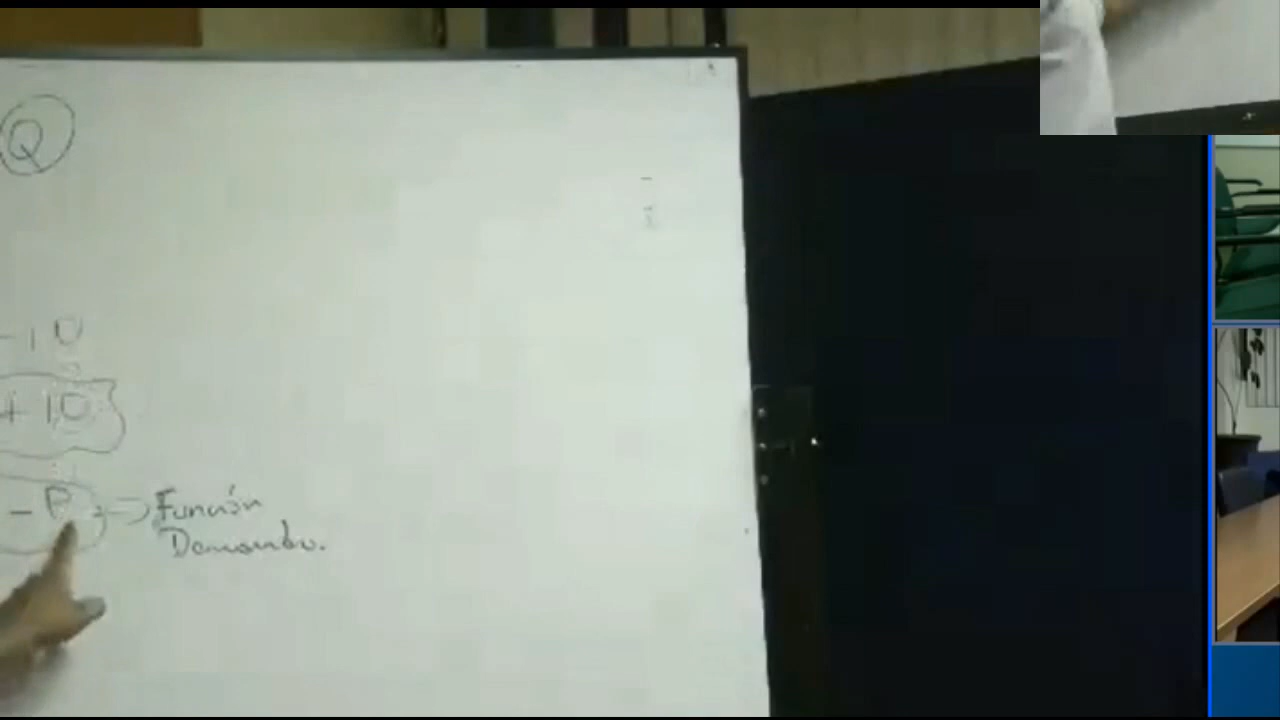 Q
-10
+ 10
- P → Función
Demanda.